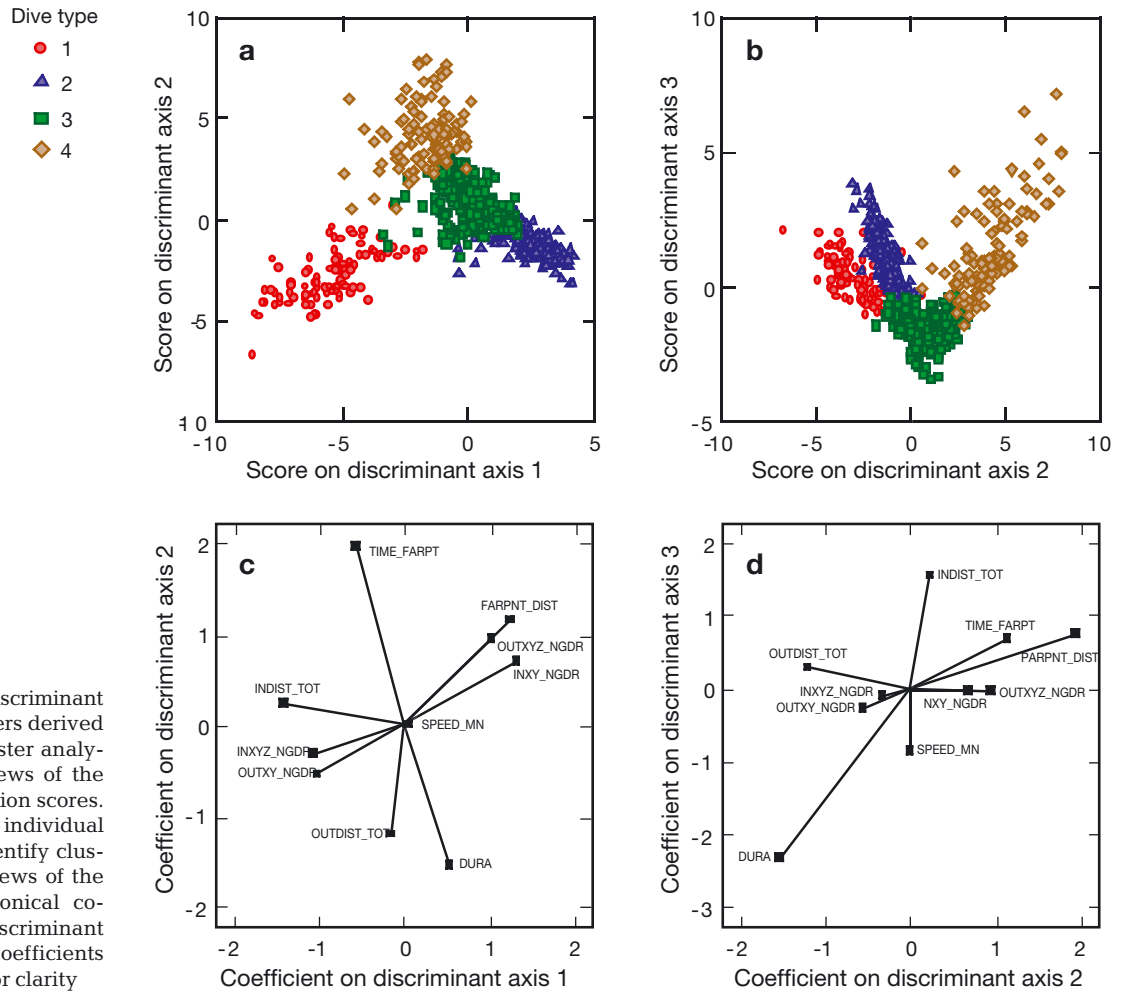 Dive type
1
2
3
4
a
10
5
0
-5
-10
-10
-5
0
5
Score on discriminant axis 2
Score on discriminant axis 1
b
10
5
0
-5
-10
-5
0
5
10
Score on discriminant axis 3
Score on discriminant axis 2
c
2
1
0
-1
-2
-2
-1
0
1
2
TIME_FARPT
FARPNT_DIST
OUTXYZ_NGDR
INXY_NGDR
INDIST_TOT
SPEED_MN
INXYZ_NGDR
OUTXY_NGDR
OUTDIST_TOT
DURA
Coefficient on discriminant axis 2
Coefficient on discriminant axis 1
d
2
1
0
-1
-2
-3
-2
-1
0
1
2
INDIST_TOT
TIME_FARPT
OUTDIST_TOT
PARPNT_DIST
INXYZ_NGDR
OUTXYZ_NGDR
OUTXY_NGDR
NXY_NGDR
SPEED_MN
DURA
Coefficient on discriminant axis 3
Coefficient on discriminant axis 2
scriminant
ers derived
ster analy-
ews of the
ion scores.
individual
entify clus-
ews of the
onical co-
scriminant
oefficients
or clarity